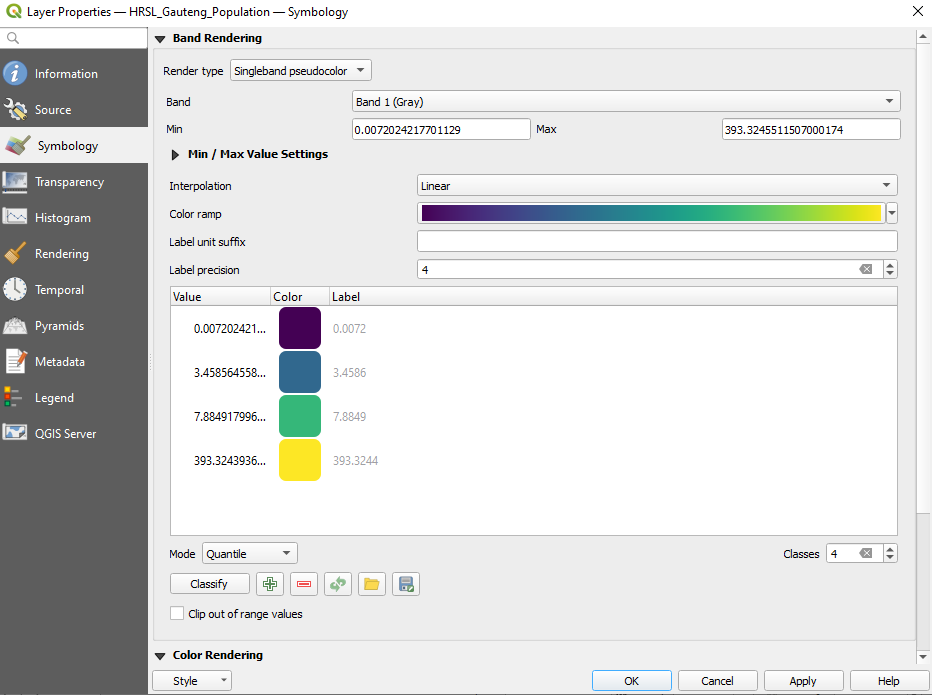 Layer Properties — HRSL_Gauteng_Population — Symbology
Information
Source
Symbology
Transparency
Histogram
Rendering
Temporal
Pyramids
Metadata
Legend
QGIS Server
Band Rendering
Render type Singleband pseudocolor
Band Band 1 (Gray)
Min 0.0072024217701129 Max 393.3245511507000174
Min / Max Value Settings
Interpolation Linear
Color ramp
Label unit suffix
Label precision 4
Value Color Label
0.007202421... 0.0072
3.458564558... 3.4586
7.884917996... 7.8849
393.3243936... 393.3244
Mode Quantile Classes 4
Classify
Clip out of range values
Color Rendering
Style OK Cancel Apply Help